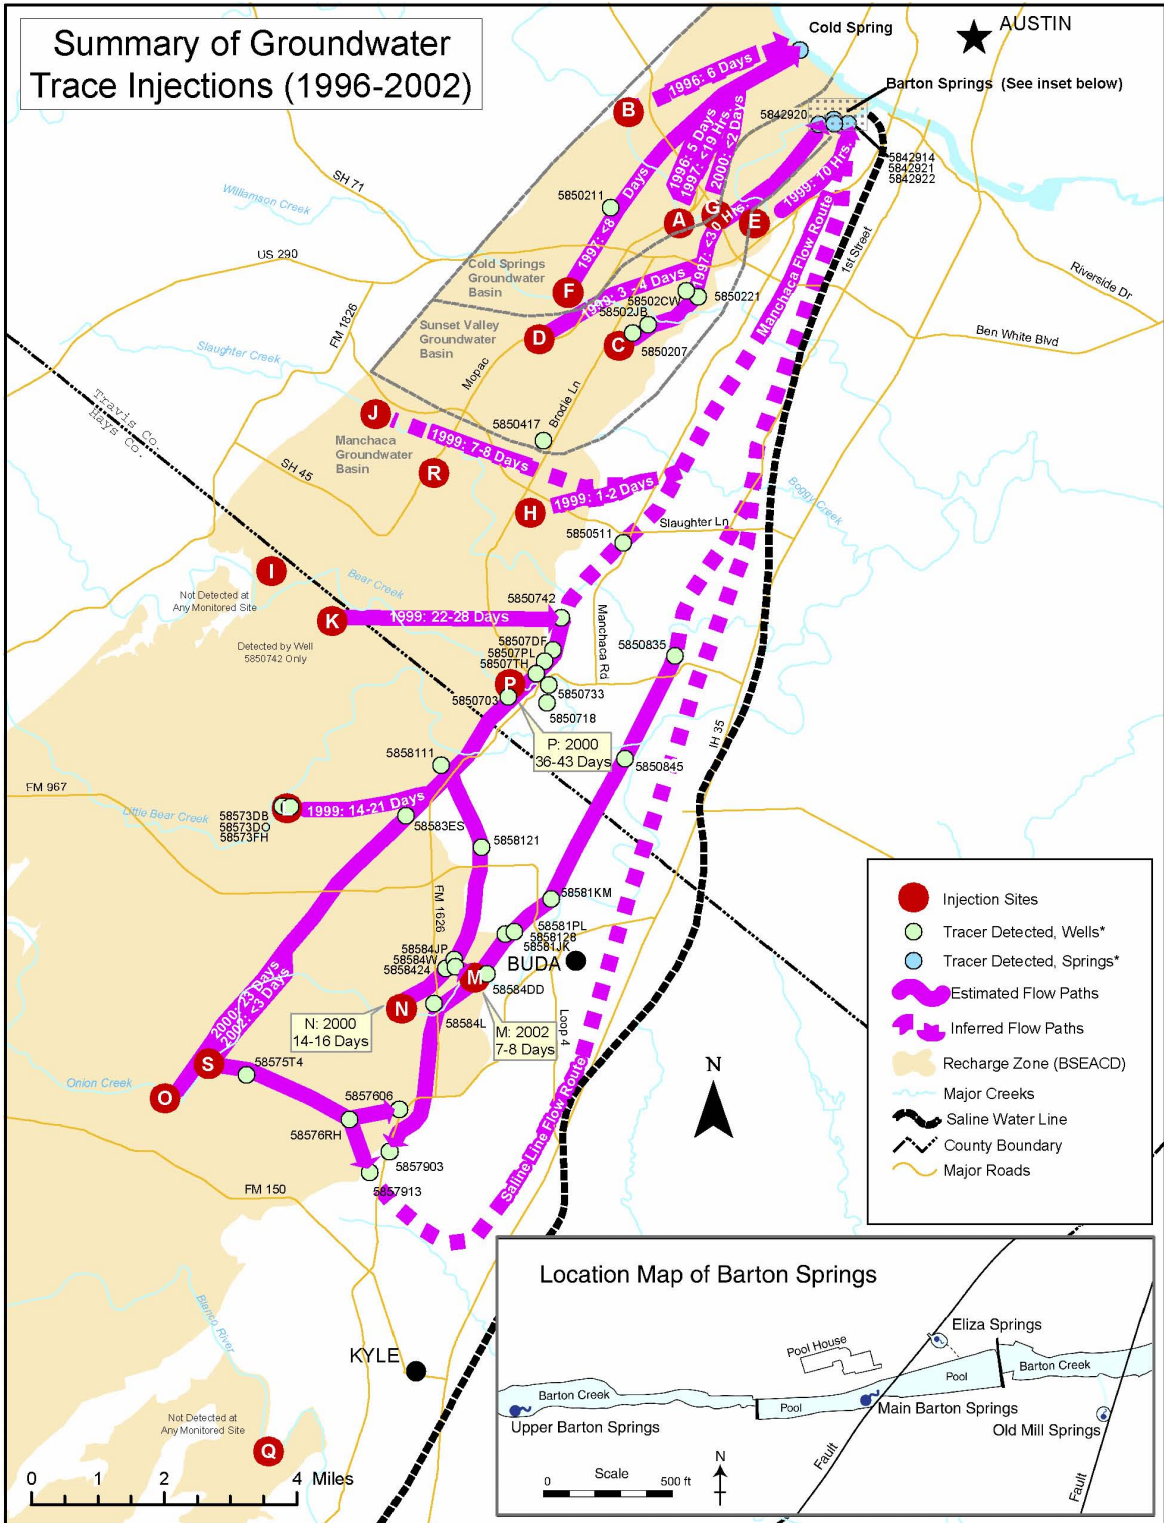 Summary of Groundwater
Trace Injections (1996-2002)
Cold Spring
AUSTIN
Barton Springs (See inset below)
1996: 6 Days
B
5842920
1996: 5 Days
1997: <19 Hrs.
2000: <2 Days
5842914
5842921
5842922
1999: 10 Hrs.
SH 71
Williamson Creek
5850211
1997: <8 Days
A
G
E
1997: <30 Hrs.
Manchaca Flow Route
1st Street
US 290
Riverside Dr
Cold Springs
Groundwater
Basin
F
1999: 3 - 4 Days
58502CW
5850221
58502JB
FM 1826
Sunset Valley
Groundwater
Basin
D
C
5850207
Ben White Blvd
Slaughter Creek
Mopac
Brodie Ln
Travis Co.
Hays Co.
J
5850417
1999: 7-8 Days
Manchaca
Groundwater
Basin
R
SH 45
H
1999: 1-2 Days
Boggy Creek
Slaughter Ln
5850511
I
Bear Creek
Not Detected at
Any Monitored Site
5850742
K
1999: 22-28 Days
Manchaca Rd
Detected by Well
5850742 Only
58507DF
58507PL
58507TH
5850835
P
5850703
5850733
5850718
IH 35
P: 2000
36-43 Days
5858111
5850845
FM 967
1999: 14-21 Days
Little Bear Creek
58573DB
58573DO
58573FH
58583ES
5858121
FM 1626
58581KM
58581PL
5858128
58581JK
58584JP
58584W
5858424
BUDA
M
58584DD
2000: 23 Days
2002: <3 Days
N
N: 2000
14-16 Days
58584L
M: 2002
7-8 Days
Loop 4
S
58575T4
Onion Creek
O
5857606
58576RH
Saline Line Flow Route
5857903
5857913
FM 150
N
Injection Sites
Tracer Detected, Wells*
Tracer Detected, Springs*
Estimated Flow Paths
Inferred Flow Paths
Recharge Zone (BSEACD)
Major Creeks
Saline Water Line
County Boundary
Major Roads
Blanco River
KYLE
Not Detected at
Any Monitored Site
Q
0 1 2 4 Miles
Location Map of Barton Springs
Eliza Springs
Pool House
Barton Creek
Pool
Barton Creek
Pool
Main Barton Springs
Upper Barton Springs
Old Mill Springs
Fault
Fault
N
Scale
0 500 ft